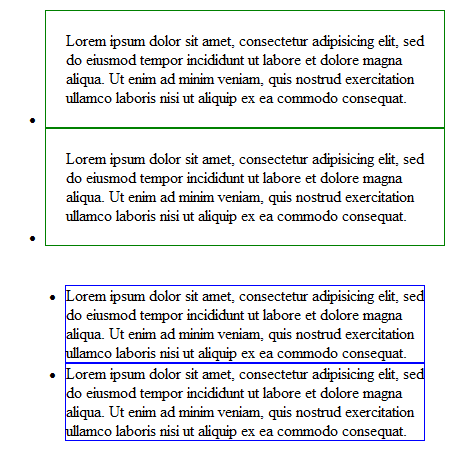 Lorem ipsum dolor sit amet, consectetur adipisicing elit, sed
do eiusmod tempor incididunt ut labore et dolore magna
aliqua. Ut enim ad minim veniam, quis nostrud exercitation
ullamco laboris nisi ut aliquip ex ea commodo consequat.
Lorem ipsum dolor sit amet, consectetur adipisicing elit, sed
do eiusmod tempor incididunt ut labore et dolore magna
aliqua. Ut enim ad minim veniam, quis nostrud exercitation
ullamco laboris nisi ut aliquip ex ea commodo consequat.
Lorem ipsum dolor sit amet, consectetur adipisicing elit, sed
do eiusmod tempor incididunt ut labore et dolore magna
aliqua. Ut enim ad minim veniam, quis nostrud exercitation
ullamco laboris nisi ut aliquip ex ea commodo consequat.
Lorem ipsum dolor sit amet, consectetur adipisicing elit, sed
do eiusmod tempor incididunt ut labore et dolore magna
aliqua. Ut enim ad minim veniam, quis nostrud exercitation
ullamco laboris nisi ut aliquip ex ea commodo consequat.